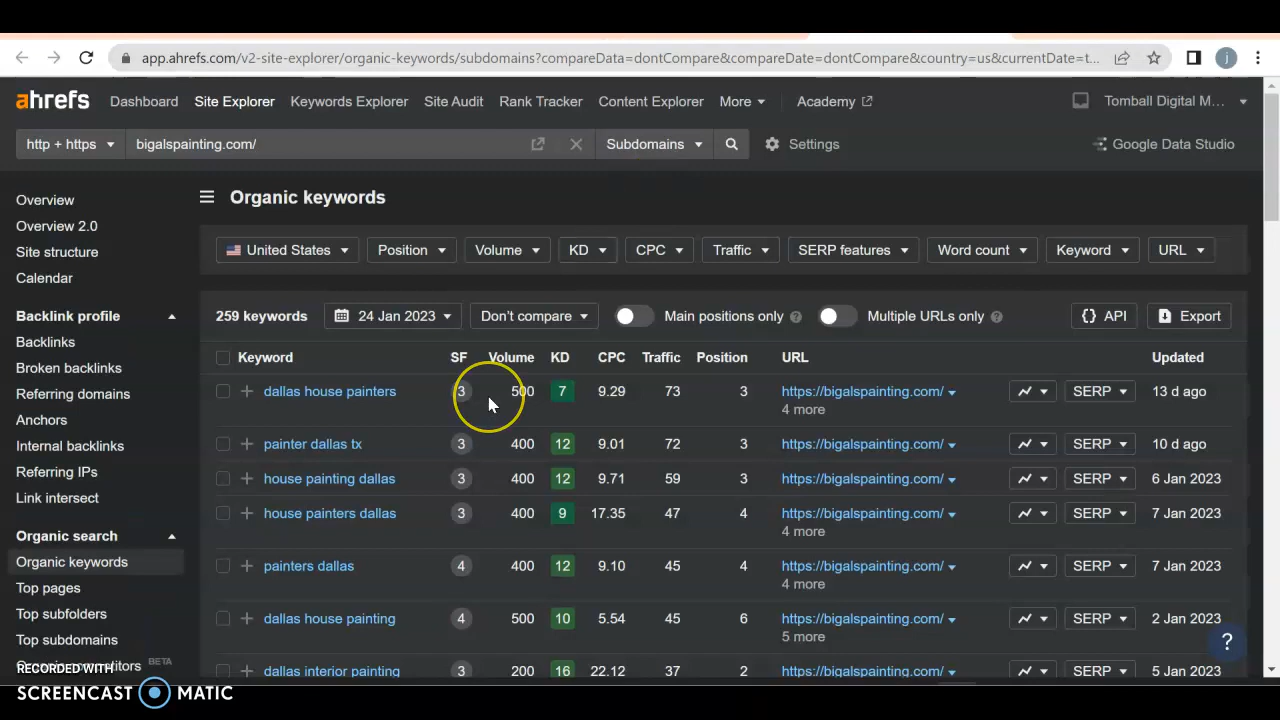 app.ahrefs.com/v2-site-explorer/organic-keywords/subdomains?compareData=dontCompare&compareDate=dontCompare&country=us&currentDate=t...
j
ahrefs Dashboard Site Explorer Keywords Explorer Site Audit Rank Tracker Content Explorer More Academy Tomball Digital M...
http + https bigalspainting.com/ Subdomains Settings Google Data Studio
Overview
Overview 2.0
Site structure
Calendar
Backlink profile
Backlinks
Broken backlinks
Referring domains
Anchors
Internal backlinks
Referring IPs
Link intersect
Organic search
Organic keywords
Top pages
Top subfolders
Top subdomains
BETA
Organic keywords
United States Position Volume KD CPC Traffic SERP features Word count Keyword URL
259 keywords 24 Jan 2023 Don't compare Main positions only ? Multiple URLs only ? {} API Export
Keyword SF Volume KD CPC Traffic Position URL Updated
dallas house painters 3 500 7 9.29 73 3 https://bigalspainting.com/ SERP 13 d ago
4 more
painter dallas tx 3 400 12 9.01 72 3 https://bigalspainting.com/ SERP 10 d ago
house painting dallas 3 400 12 9.71 59 3 https://bigalspainting.com/ SERP 6 Jan 2023
house painters dallas 3 400 9 17.35 47 4 https://bigalspainting.com/ SERP 7 Jan 2023
4 more
painters dallas 4 400 12 9.10 45 4 https://bigalspainting.com/ SERP 7 Jan 2023
4 more
dallas house painting 4 500 10 5.54 45 6 https://bigalspainting.com/ SERP 2 Jan 2023
5 more
dallas interior painting 3 200 16 22.12 37 2 https://bigalspainting.com/ SERP 5 Jan 2023
?
RECORDED WITH
SCREENCAST MATIC